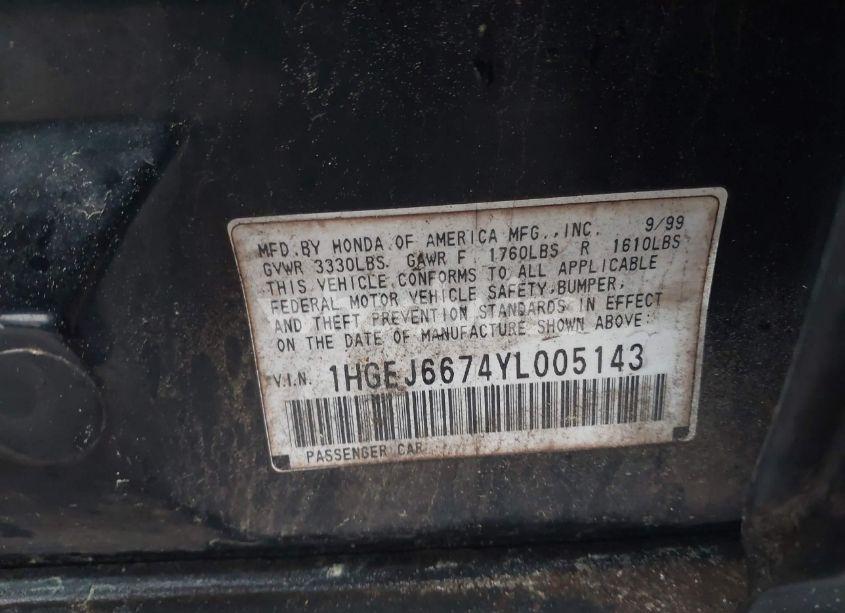 MFD. BY HONDA OF AMERICA MFG., INC. 9/99
GVWR 3330LBS. GAWR F 1760LBS R 1610LBS
THIS VEHICLE CONFORMS TO ALL APPLICABLE
FEDERAL MOTOR VEHICLE SAFETY, BUMPER,
AND THEFT PREVENTION STANDARDS IN EFFECT
ON THE DATE OF MANUFACTURE SHOWN ABOVE:
V.I.N. 1HGEJ6674YL005143
PASSENGER CAR